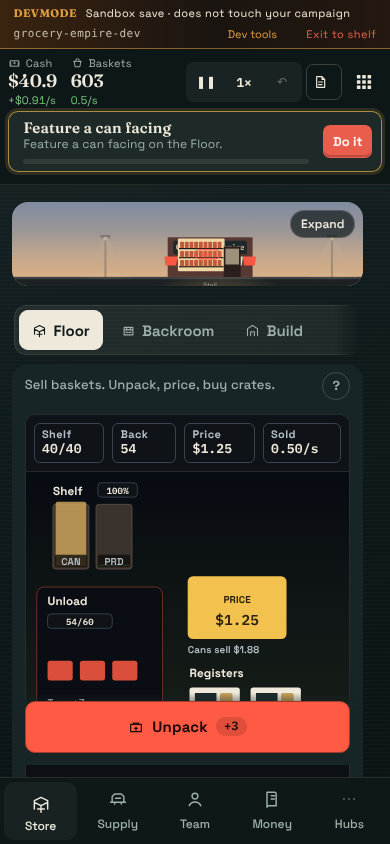 DEVMODE Sandbox save · does not touch your campaign
grocery-empire-dev Dev tools Exit to shelf
Cash Baskets
$40.9 603
+$0.91/s 0.5/s
1×
Feature a can facing
Feature a can facing on the Floor.
Do it
Expand
Floor Backroom Build
Sell baskets. Unpack, price, buy crates. ?
Shelf Back Price Sold
40/40 54 $1.25 0.50/s
Shelf 100%
CAN PRD
Unload
54/60
PRICE
$1.25
Cans sell $1.88
Registers
Unpack +3
Store Supply Team Money Hubs